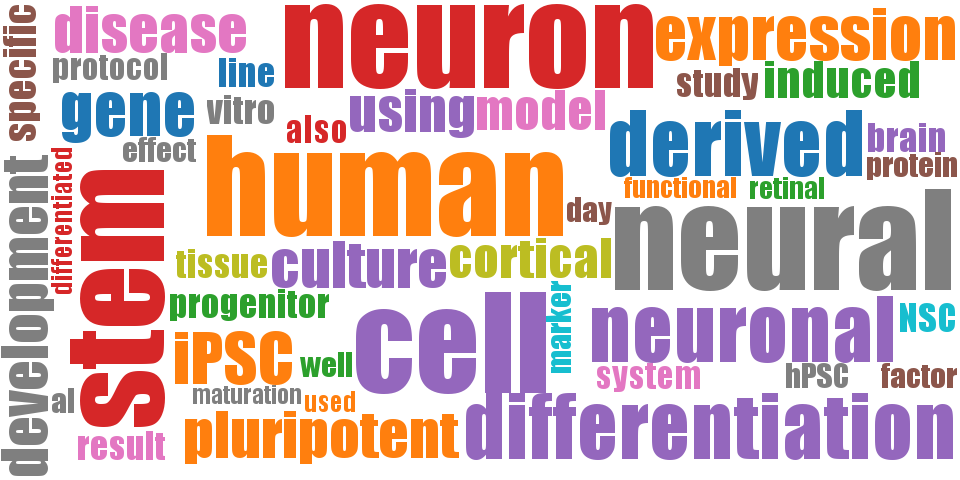 specific
disease
neuron
expression
protocol
line
study
induced
gene
vitro
using
model
also
derived
brain
effect
human
protein
development
differentiated
stem
functional
retinal
day
neural
tissue
culture
cortical
progenitor
cell
marker
neuronal
NSC
iPSC
well
system
hPSC
factor
al
maturation
used
differentiation
result
pluripotent